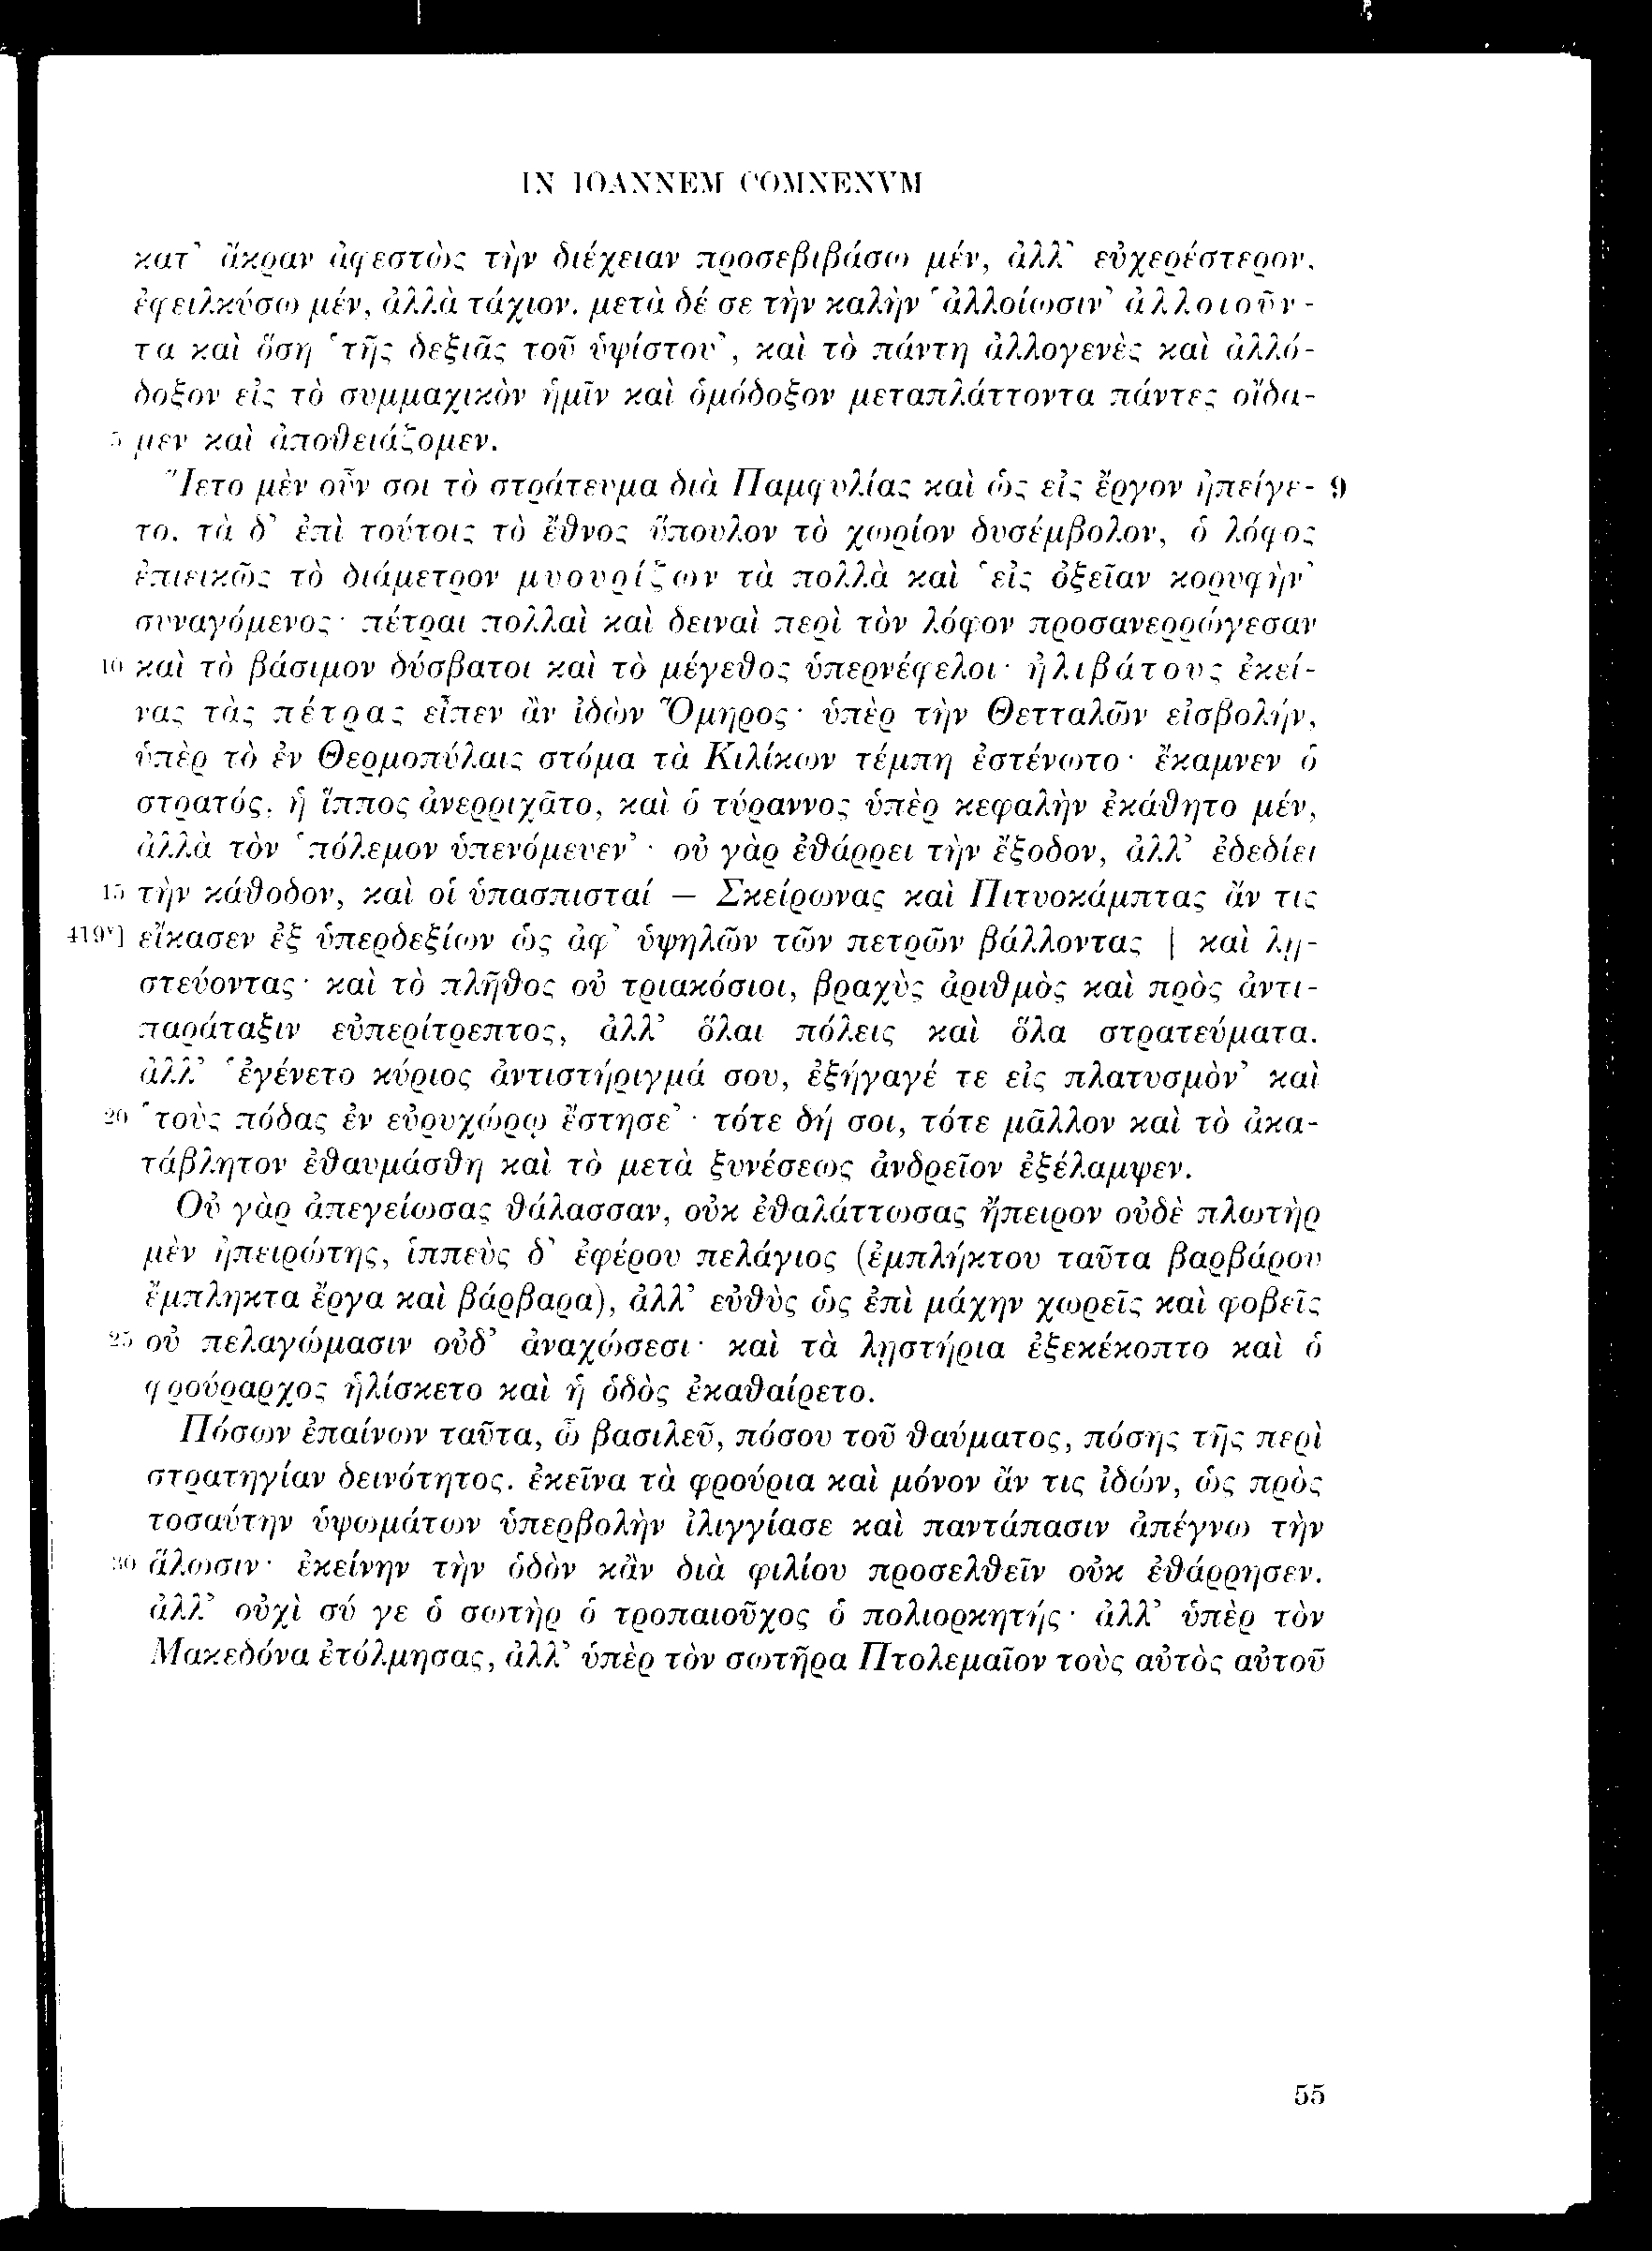 IN IOANNEM COMNENVM
κατ’ ἄκραν ἀφεστὼς τὴν διέχειαν προσεβιβάσω μέν, ἀλλ’ εὐχερέστερον.
ἐφειλκύσω μέν, ἀλλὰ τάχιον. μετὰ δέ σε τὴν καλὴν ‘ἀλλοίωσιν’ ἀλλοιοῦν-
τα καὶ ὅση ‘τῆς δεξιᾶς τοῦ ὑψίστου’, καὶ τὸ πάντη ἀλλογενὲς καὶ ἀλλό-
δοξον εἰς τὸ συμμαχικὸν ἡμῖν καὶ ὁμόδοξον μεταπλάττοντα πάντες οἴδα-
5 μεν καὶ ἀποθειάζομεν.
Ἵετο μὲν οὖν σοι τὸ στράτευμα διὰ Παμφυλίας καὶ ὡς εἰς ἔργον ἠπείγε- 9
το. τὰ δ’ ἐπὶ τούτοις τὸ ἔθνος ὕπουλον τὸ χωρίον δυσέμβολον, ὁ λόφος
ἐπιεικῶς τὸ διάμετρον μυουρίζων τὰ πολλὰ καὶ ‘εἰς ὀξεῖαν κορυφὴν’
συναγόμενος· πέτραι πολλαὶ καὶ δειναὶ περὶ τὸν λόφον προσανερρώγεσαν
10 καὶ τὸ βάσιμον δύσβατοι καὶ τὸ μέγεθος ὑπερνέφελοι· ἠλιβάτους ἐκεί-
νας τὰς πέτρας εἶπεν ἂν ἰδὼν Ὅμηρος· ὑπὲρ τὴν Θετταλῶν εἰσβολήν,
ὑπὲρ τὸ ἐν Θερμοπύλαις στόμα τὰ Κιλίκων τέμπη ἐστένωτο· ἔκαμνεν ὁ
στρατός, ἡ ἵππος ἀνερριχᾶτο, καὶ ὁ τύραννος ὑπὲρ κεφαλὴν ἐκάθητο μέν,
ἀλλὰ τὸν ‘πόλεμον ὑπενόμευεν’· οὐ γὰρ ἐθάρρει τὴν ἔξοδον, ἀλλ’ ἐδεδίει
15 τὴν κάθοδον, καὶ οἱ ὑπασπισταί – Σκείρωνας καὶ Πιτυοκάμπτας ἄν τις
419ᵛ] εἴκασεν ἐξ ὑπερδεξίων ὡς ἀφ’ ὑψηλῶν τῶν πετρῶν βάλλοντας | καὶ λῃ-
στεύοντας· καὶ τὸ πλῆθος οὐ τριακόσιοι, βραχὺς ἀριθμὸς καὶ πρὸς ἀντι-
παράταξιν εὐπερίτρεπτος, ἀλλ’ ὅλαι πόλεις καὶ ὅλα στρατεύματα.
ἀλλ’ ‘ἐγένετο κύριος ἀντιστήριγμά σου, ἐξήγαγέ τε εἰς πλατυσμὸν’ καὶ
20 ‘τοὺς πόδας ἐν εὐρυχώρῳ ἔστησε’· τότε δή σοι, τότε μᾶλλον καὶ τὸ ἀκα-
τάβλητον ἐθαυμάσθη καὶ τὸ μετὰ ξυνέσεως ἀνδρεῖον ἐξέλαμψεν.
Οὐ γὰρ ἀπεγείωσας θάλασσαν, οὐκ ἐθαλάττωσας ἤπειρον οὐδὲ πλωτὴρ
μὲν ἠπειρώτης, ἱππεὺς δ’ ἐφέρου πελάγιος (ἐμπλήκτου ταῦτα βαρβάρου
ἔμπληκτα ἔργα καὶ βάρβαρα), ἀλλ’ εὐθὺς ὡς ἐπὶ μάχην χωρεῖς καὶ φοβεῖς
25 οὐ πελαγώμασιν οὐδ’ ἀναχώσεσι· καὶ τὰ λῃστήρια ἐξεκέκοπτο καὶ ὁ
φρούραρχος ἡλίσκετο καὶ ἡ ὁδὸς ἐκαθαίρετο.
Πόσων ἐπαίνων ταῦτα, ὦ βασιλεῦ, πόσου τοῦ θαύματος, πόσης τῆς περὶ
στρατηγίαν δεινότητος. ἐκεῖνα τὰ φρούρια καὶ μόνον ἄν τις ἰδών, ὡς πρὸς
τοσαύτην ὑψωμάτων ὑπερβολὴν ἰλιγγίασε καὶ παντάπασιν ἀπέγνω τὴν
30 ἅλωσιν· ἐκείνην τὴν ὁδὸν κἂν διὰ φιλίου προσελθεῖν οὐκ ἐθάρρησεν.
ἀλλ’ οὐχὶ σύ γε ὁ σωτὴρ ὁ τροπαιοῦχος ὁ πολιορκητής· ἀλλ’ ὑπὲρ τὸν
Μακεδόνα ἐτόλμησας, ἀλλ’ ὑπὲρ τὸν σωτῆρα Πτολεμαῖον τοὺς αὐτὸς αὐτοῦ
55